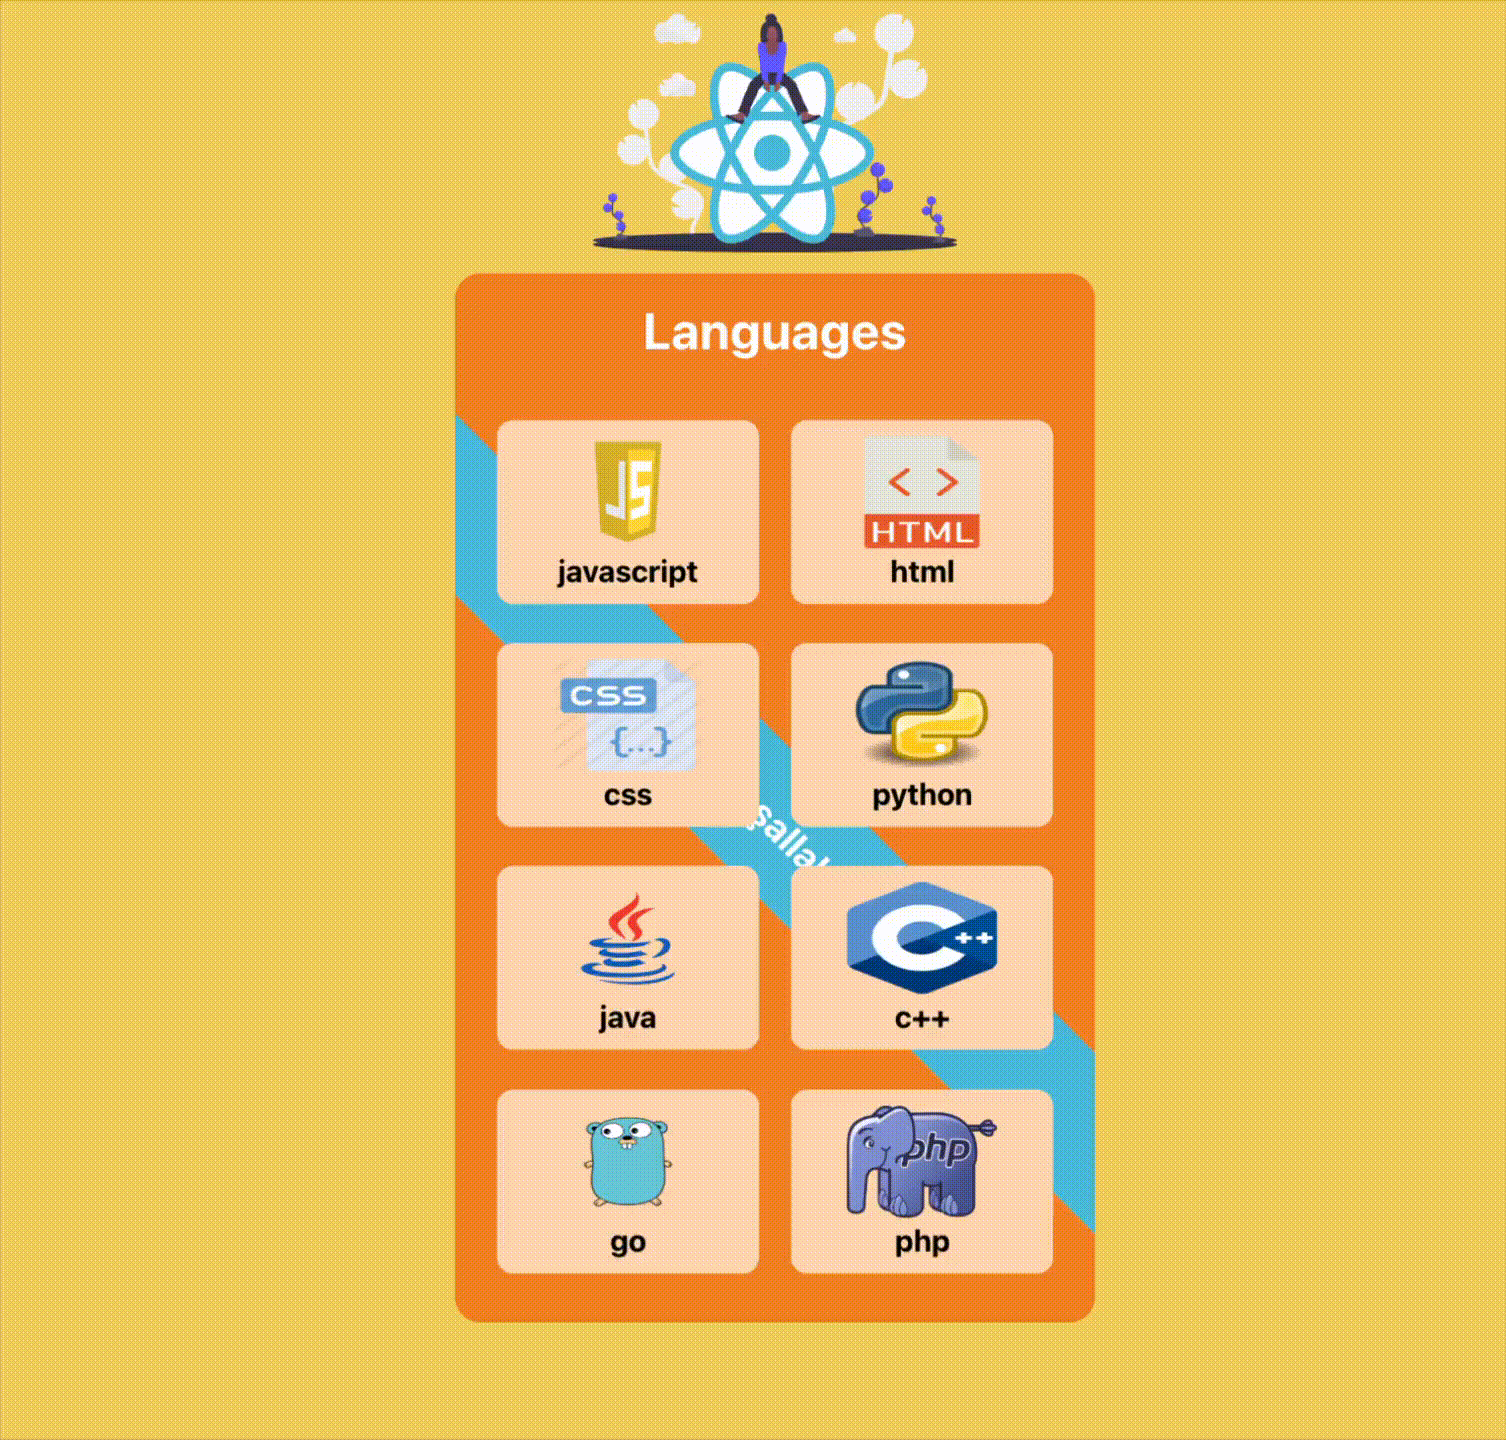 Languages
JS
< >
HTML
javascript
html
CSS
{...}
css
python
C++
java
c++
php
go
php